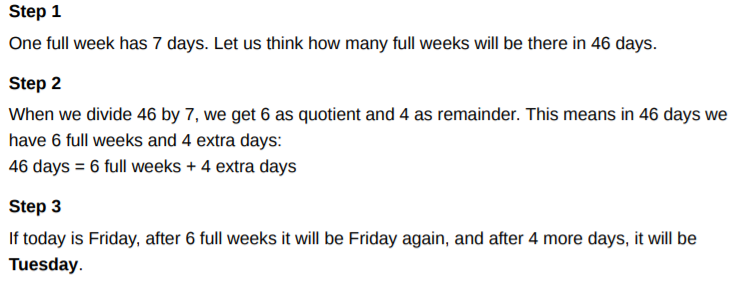 Step 1
One full week has 7 days. Let us think how many full weeks will be there in 46 days.
Step 2
When we divide 46 by 7, we get 6 as quotient and 4 as remainder. This means in 46 days we
have 6 full weeks and 4 extra days:
46 days = 6 full weeks + 4 extra days
Step 3
If today is Friday, after 6 full weeks it will be Friday again, and after 4 more days, it will be
Tuesday.